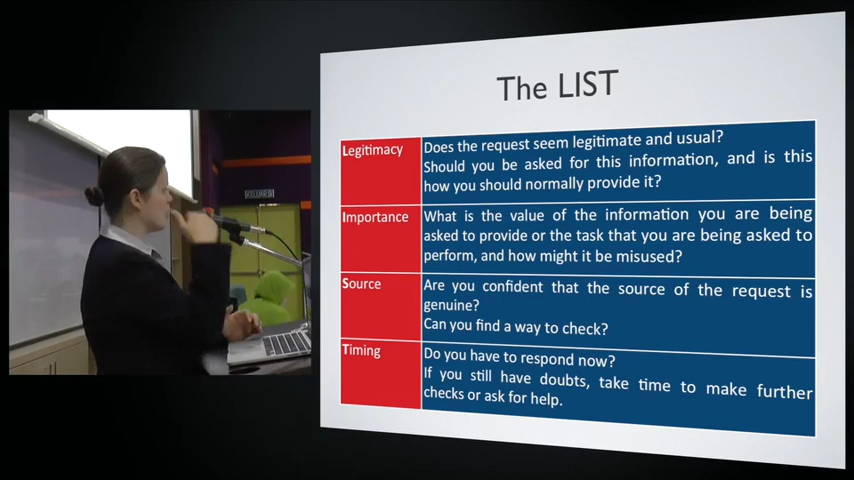 The LIST
Legitimacy
Does the request seem legitimate and usual?
Should you be asked for this information, and is this
how you should normally provide it?
Importance
What is the value of the information you are being
asked to provide or the task that you are being asked to
perform, and how might it be misused?
Source
Are you confident that the source of the request is
genuine?
Can you find a way to check?
Timing
Do you have to respond now?
If you still have doubts, take time to make further
checks or ask for help.